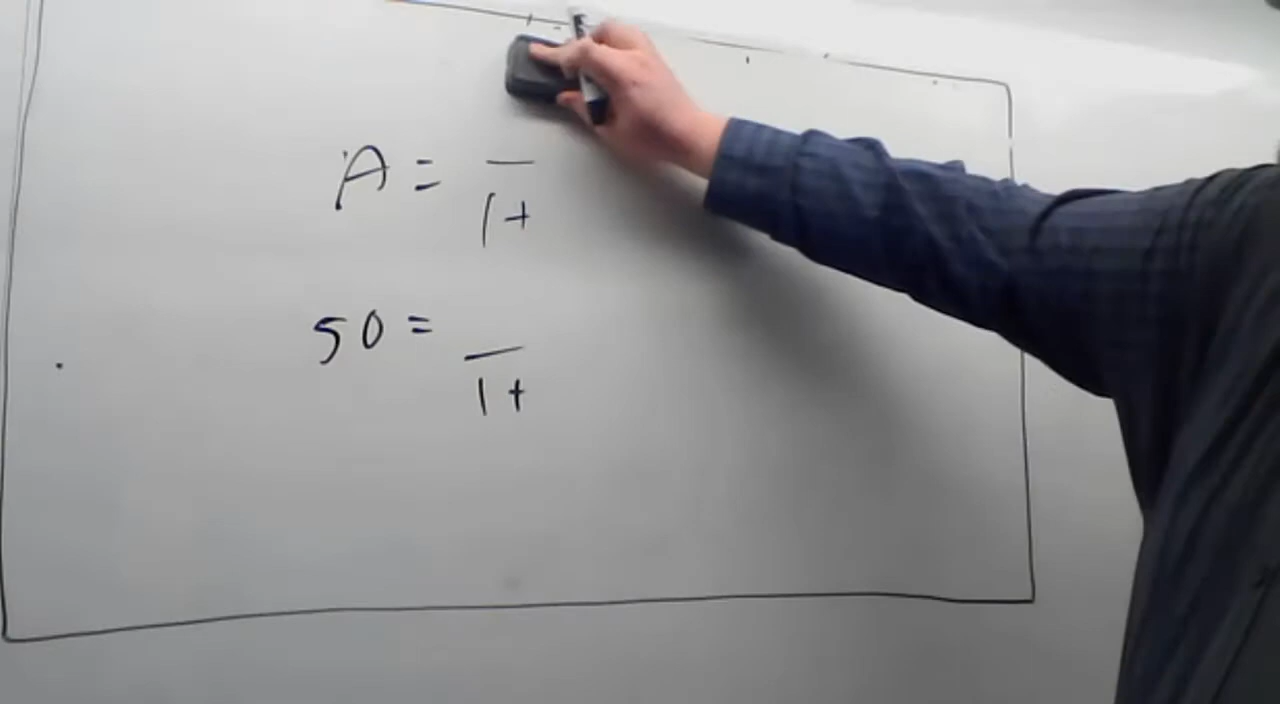 A = —
1 +
50 = —
1 +